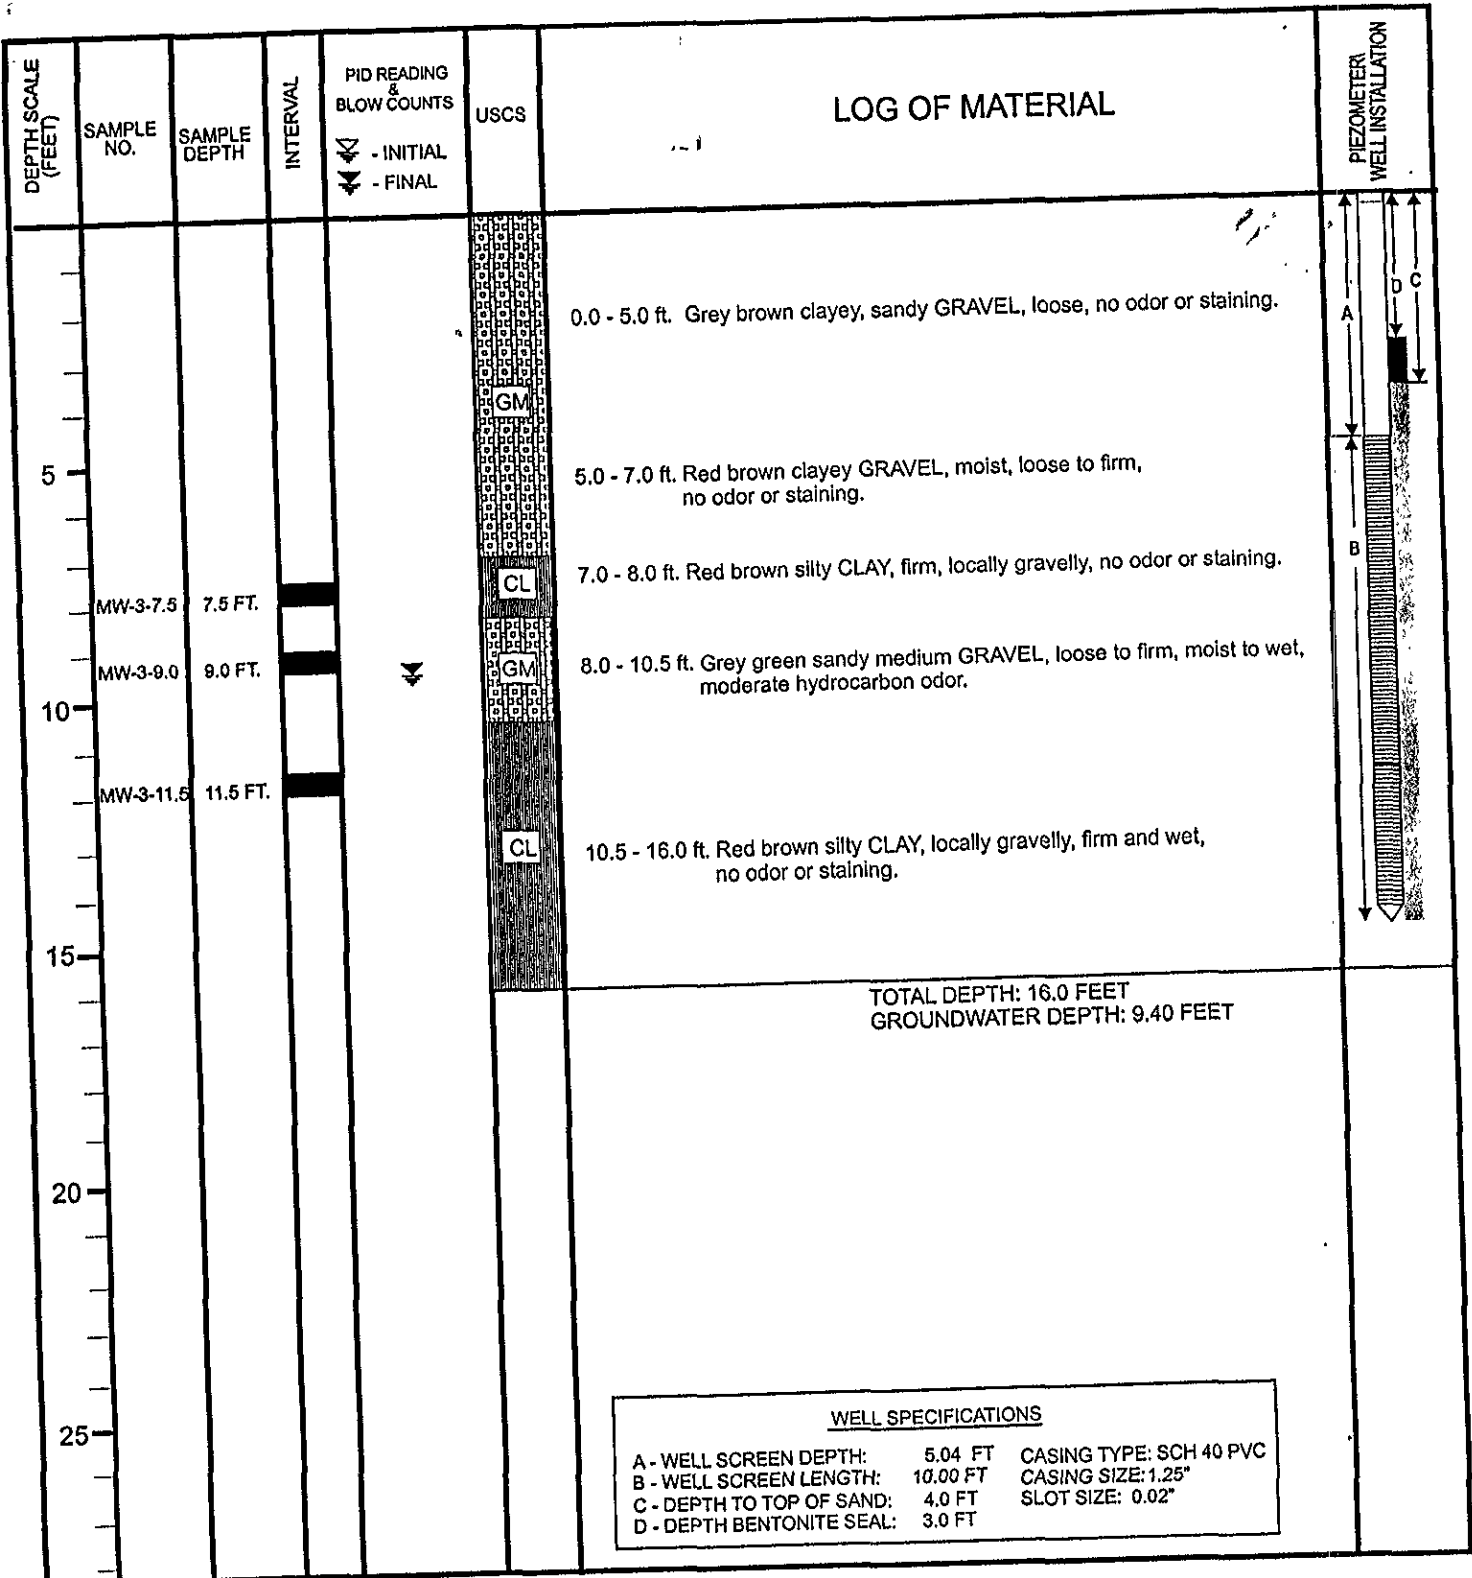 DEPTH SCALE
(FEET)
SAMPLE
NO.
SAMPLE
DEPTH
INTERVAL
PID READING
&
BLOW COUNTS
- INITIAL
- FINAL
USCS
LOG OF MATERIAL
PIEZOMETER\
WELL INSTALLATION
A
D
C
0.0 - 5.0 ft. Grey brown clayey, sandy GRAVEL, loose, no odor or staining.
GM
5
5.0 - 7.0 ft. Red brown clayey GRAVEL, moist, loose to firm,
no odor or staining.
B
CL
7.0 - 8.0 ft. Red brown silty CLAY, firm, locally gravelly, no odor or staining.
MW-3-7.5 7.5 FT.
MW-3-9.0 9.0 FT.
GM
8.0 - 10.5 ft. Grey green sandy medium GRAVEL, loose to firm, moist to wet,
moderate hydrocarbon odor.
10
MW-3-11.5 11.5 FT.
CL
10.5 - 16.0 ft. Red brown silty CLAY, locally gravelly, firm and wet,
no odor or staining.
15
TOTAL DEPTH: 16.0 FEET
GROUNDWATER DEPTH: 9.40 FEET
20
25
WELL SPECIFICATIONS
A - WELL SCREEN DEPTH: 5.04 FT CASING TYPE: SCH 40 PVC
B - WELL SCREEN LENGTH: 10.00 FT CASING SIZE: 1.25"
C - DEPTH TO TOP OF SAND: 4.0 FT SLOT SIZE: 0.02"
D - DEPTH BENTONITE SEAL: 3.0 FT